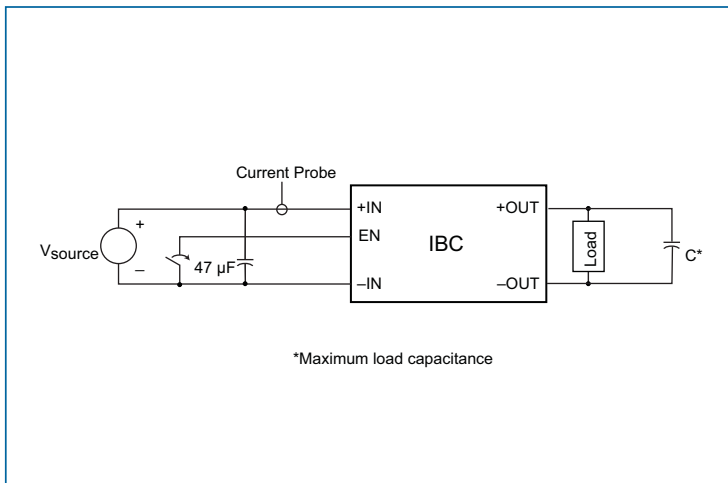 Current Probe
+IN
+OUT
+
EN
IBC
Load
Vsource
–
47 µF
C*
–IN
–OUT
*Maximum load capacitance